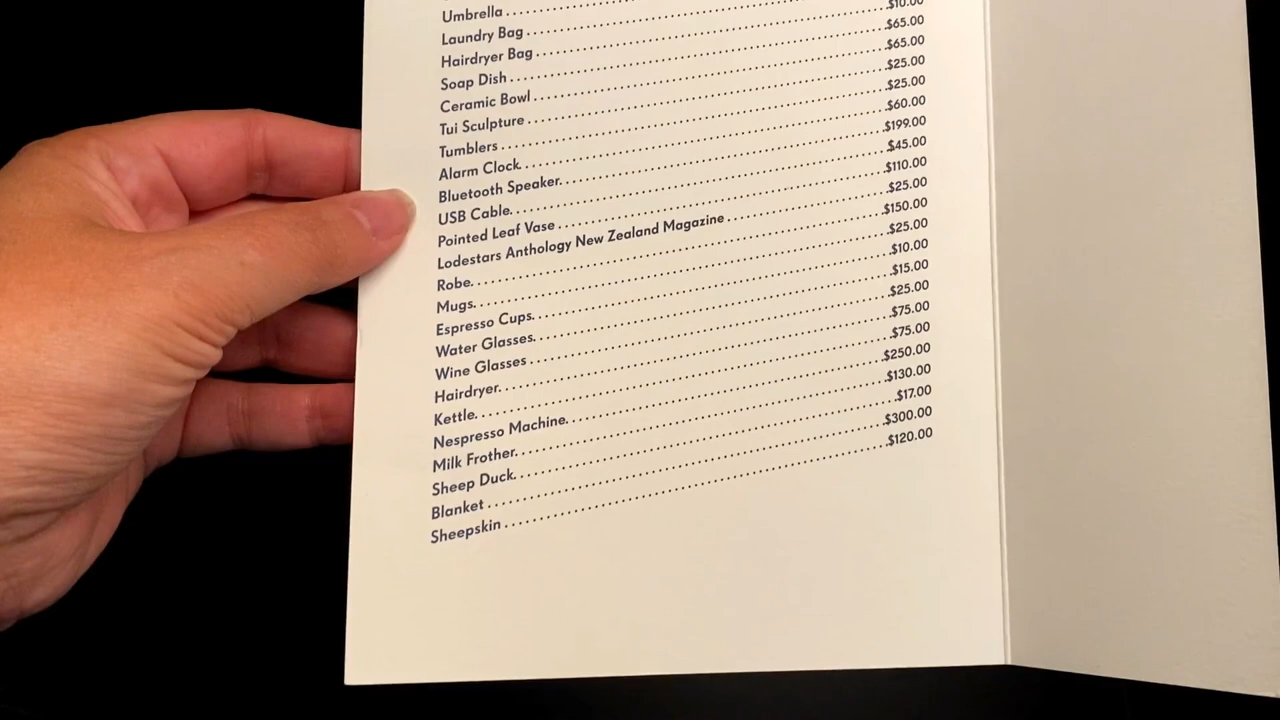 Umbrella
Laundry Bag
Hairdryer Bag $10.00
Soap Dish $65.00
Ceramic Bowl $65.00
Tui Sculpture $25.00
Tumblers $25.00
Alarm Clock $60.00
Bluetooth Speaker $199.00
USB Cable $45.00
Pointed Leaf Vase $110.00
Lodestars Anthology New Zealand Magazine $25.00
Robe $150.00
Mugs $25.00
Espresso Cups $10.00
Water Glasses $15.00
Wine Glasses $25.00
Hairdryer $75.00
Kettle $75.00
Nespresso Machine $250.00
Milk Frother $130.00
Sheep Duck $17.00
Blanket $300.00
Sheepskin $120.00